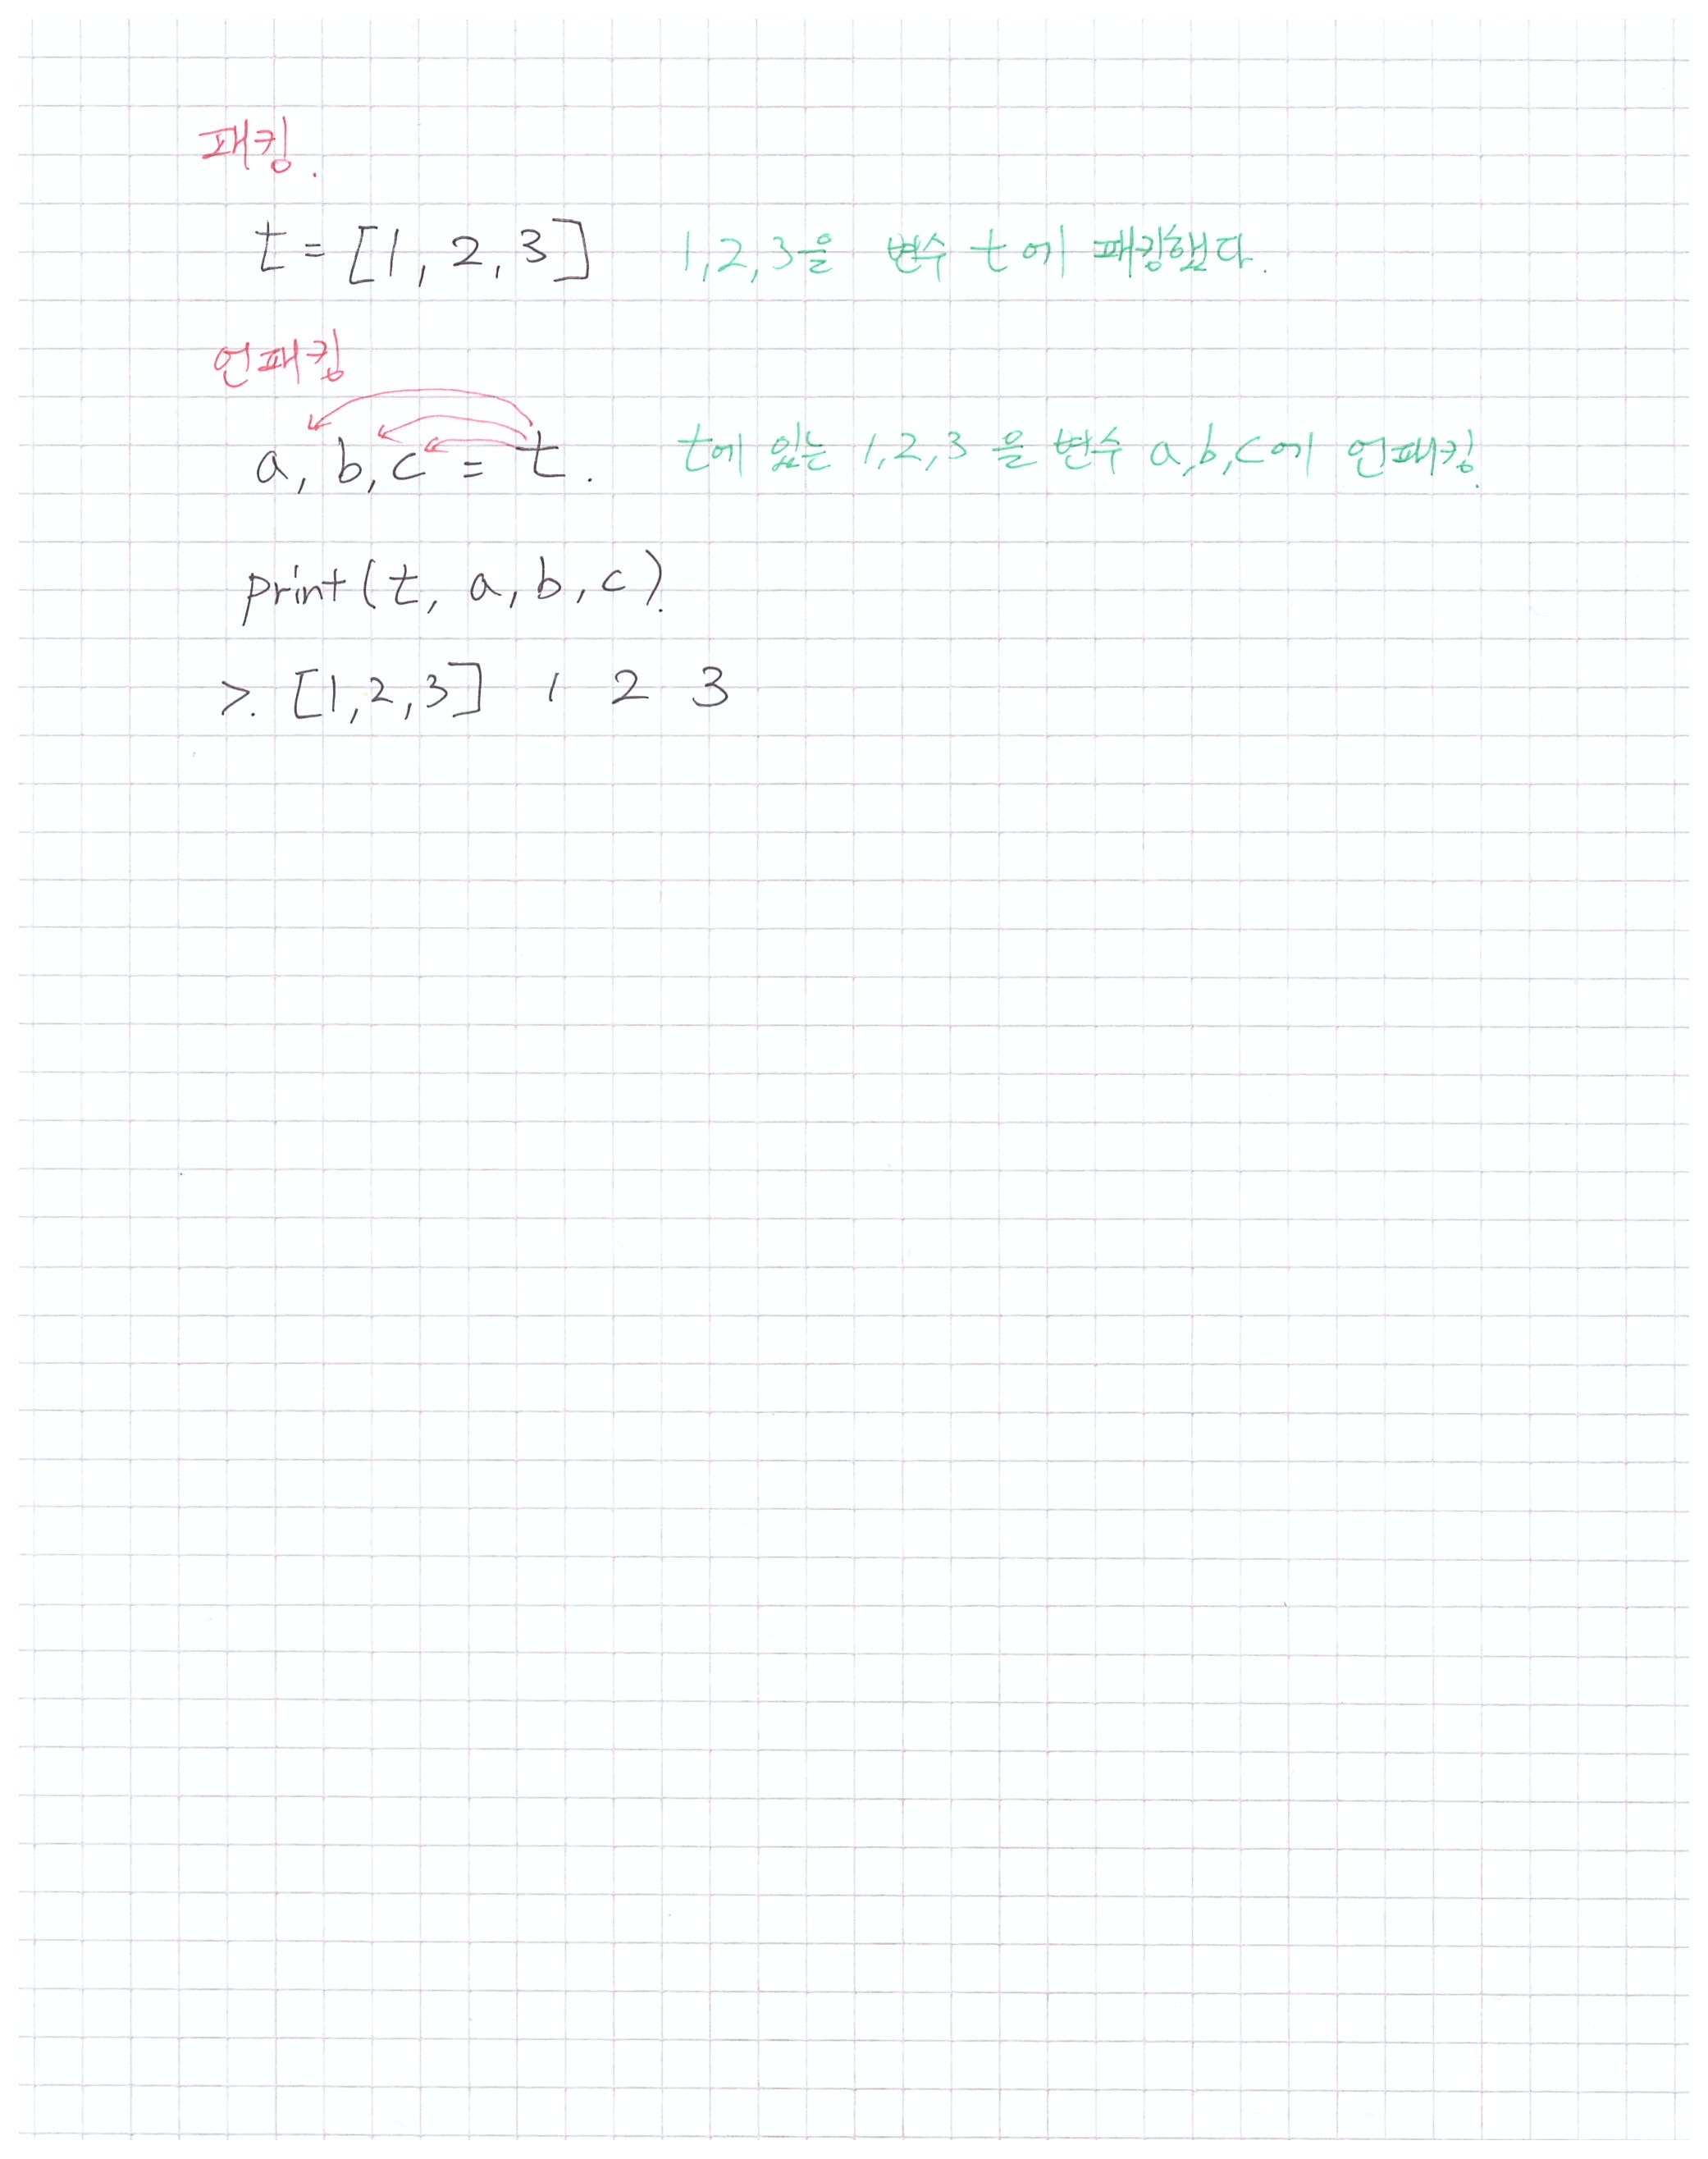 패킹.
t = [1, 2, 3] 1,2,3을 변수 t에 패킹했다.
언패킹
a, b, c = t. t에 있는 1,2,3을 변수 a,b,c에 언패킹.
print(t, a, b, c).
>. [1,2,3] 1 2 3